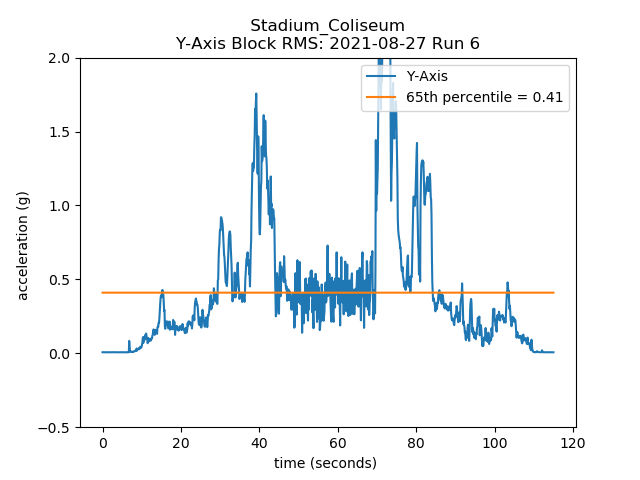 Stadium_Coliseum
Y-Axis Block RMS: 2021-08-27 Run 6
Y-Axis
65th percentile = 0.41
2.0
1.5
1.0
0.5
0.0
−0.5
acceleration (g)
0 20 40 60 80 100 120
time (seconds)